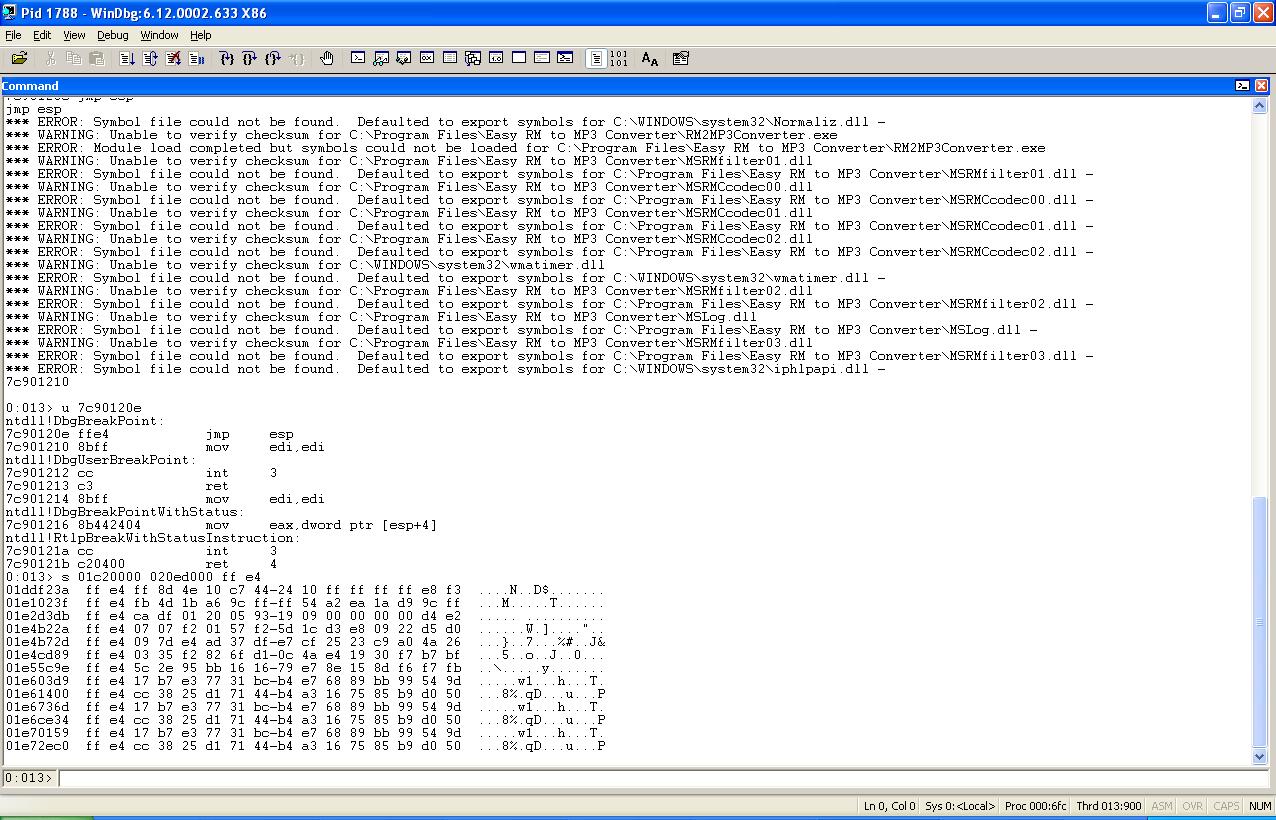 Pid 1788 - WinDbg:6.12.0002.633 X86
File Edit View Debug Window Help
Command
7c90120e jmp esp
jmp esp
*** ERROR: Symbol file could not be found.  Defaulted to export symbols for C:\WINDOWS\system32\Normaliz.dll -
*** WARNING: Unable to verify checksum for C:\Program Files\Easy RM to MP3 Converter\RM2MP3Converter.exe
*** ERROR: Module load completed but symbols could not be loaded for C:\Program Files\Easy RM to MP3 Converter\RM2MP3Converter.exe
*** WARNING: Unable to verify checksum for C:\Program Files\Easy RM to MP3 Converter\MSRMfilter01.dll
*** ERROR: Symbol file could not be found.  Defaulted to export symbols for C:\Program Files\Easy RM to MP3 Converter\MSRMfilter01.dll -
*** WARNING: Unable to verify checksum for C:\Program Files\Easy RM to MP3 Converter\MSRMCcodec00.dll
*** ERROR: Symbol file could not be found.  Defaulted to export symbols for C:\Program Files\Easy RM to MP3 Converter\MSRMCcodec00.dll -
*** WARNING: Unable to verify checksum for C:\Program Files\Easy RM to MP3 Converter\MSRMCcodec01.dll
*** ERROR: Symbol file could not be found.  Defaulted to export symbols for C:\Program Files\Easy RM to MP3 Converter\MSRMCcodec01.dll -
*** WARNING: Unable to verify checksum for C:\Program Files\Easy RM to MP3 Converter\MSRMCcodec02.dll
*** ERROR: Symbol file could not be found.  Defaulted to export symbols for C:\Program Files\Easy RM to MP3 Converter\MSRMCcodec02.dll -
*** WARNING: Unable to verify checksum for C:\WINDOWS\system32\wmatimer.dll
*** ERROR: Symbol file could not be found.  Defaulted to export symbols for C:\WINDOWS\system32\wmatimer.dll -
*** WARNING: Unable to verify checksum for C:\Program Files\Easy RM to MP3 Converter\MSRMfilter02.dll
*** ERROR: Symbol file could not be found.  Defaulted to export symbols for C:\Program Files\Easy RM to MP3 Converter\MSRMfilter02.dll -
*** WARNING: Unable to verify checksum for C:\Program Files\Easy RM to MP3 Converter\MSLog.dll
*** ERROR: Symbol file could not be found.  Defaulted to export symbols for C:\Program Files\Easy RM to MP3 Converter\MSLog.dll -
*** WARNING: Unable to verify checksum for C:\Program Files\Easy RM to MP3 Converter\MSRMfilter03.dll
*** ERROR: Symbol file could not be found.  Defaulted to export symbols for C:\Program Files\Easy RM to MP3 Converter\MSRMfilter03.dll -
*** ERROR: Symbol file could not be found.  Defaulted to export symbols for C:\WINDOWS\system32\iphlpapi.dll -
7c901210
0:013> u 7c90120e
ntdll!DbgBreakPoint:
7c90120e ffe4            jmp     esp
7c901210 8bff            mov     edi,edi
ntdll!DbgUserBreakPoint:
7c901212 cc              int     3
7c901213 c3              ret
7c901214 8bff            mov     edi,edi
ntdll!DbgBreakPointWithStatus:
7c901216 8b442404        mov     eax,dword ptr [esp+4]
ntdll!RtlpBreakWithStatusInstruction:
7c90121a cc              int     3
7c90121b c20400          ret     4
0:013> s 01c20000 020ed000 ff e4
01ddf23a  ff e4 ff 8d 4e 10 c7 44-24 10 ff ff ff ff e8 f3  ....N..D$.......
01e1023f  ff e4 fb 4d 1b a6 9c ff-ff 54 a2 ea 1a d9 9c ff  ...M.....T......
01e2d3db  ff e4 ca df 01 20 05 93-19 09 00 00 00 00 d4 e2  ..... ..........
01e4b22a  ff e4 07 07 f2 01 57 f2-5d 1c d3 e8 09 22 d5 d0  ......W.]...."..
01e4b72d  ff e4 09 7d e4 ad 37 df-e7 cf 25 23 c9 a0 4a 26  ...}..7...%#..J&
01e4cd89  ff e4 03 35 f2 82 6f d1-0c 4a e4 19 30 f7 b7 bf  ...5..o..J..0...
01e55c9e  ff e4 5c 2e 95 bb 16 16-79 e7 8e 15 8d f6 f7 fb  ..\.....y.......
01e603d9  ff e4 17 b7 e3 77 31 bc-b4 e7 68 89 bb 99 54 9d  .....w1...h...T.
01e61400  ff e4 cc 38 25 d1 71 44-b4 a3 16 75 85 b9 d0 50  ...8%.qD...u...P
01e6736d  ff e4 17 b7 e3 77 31 bc-b4 e7 68 89 bb 99 54 9d  .....w1...h...T.
01e6ce34  ff e4 cc 38 25 d1 71 44-b4 a3 16 75 85 b9 d0 50  ...8%.qD...u...P
01e70159  ff e4 17 b7 e3 77 31 bc-b4 e7 68 89 bb 99 54 9d  .....w1...h...T.
01e72ec0  ff e4 cc 38 25 d1 71 44-b4 a3 16 75 85 b9 d0 50  ...8%.qD...u...P
0:013>
Ln 0, Col 0 Sys 0:<Local> Proc 000:6fc Thrd 013:900 ASM OVR CAPS NUM